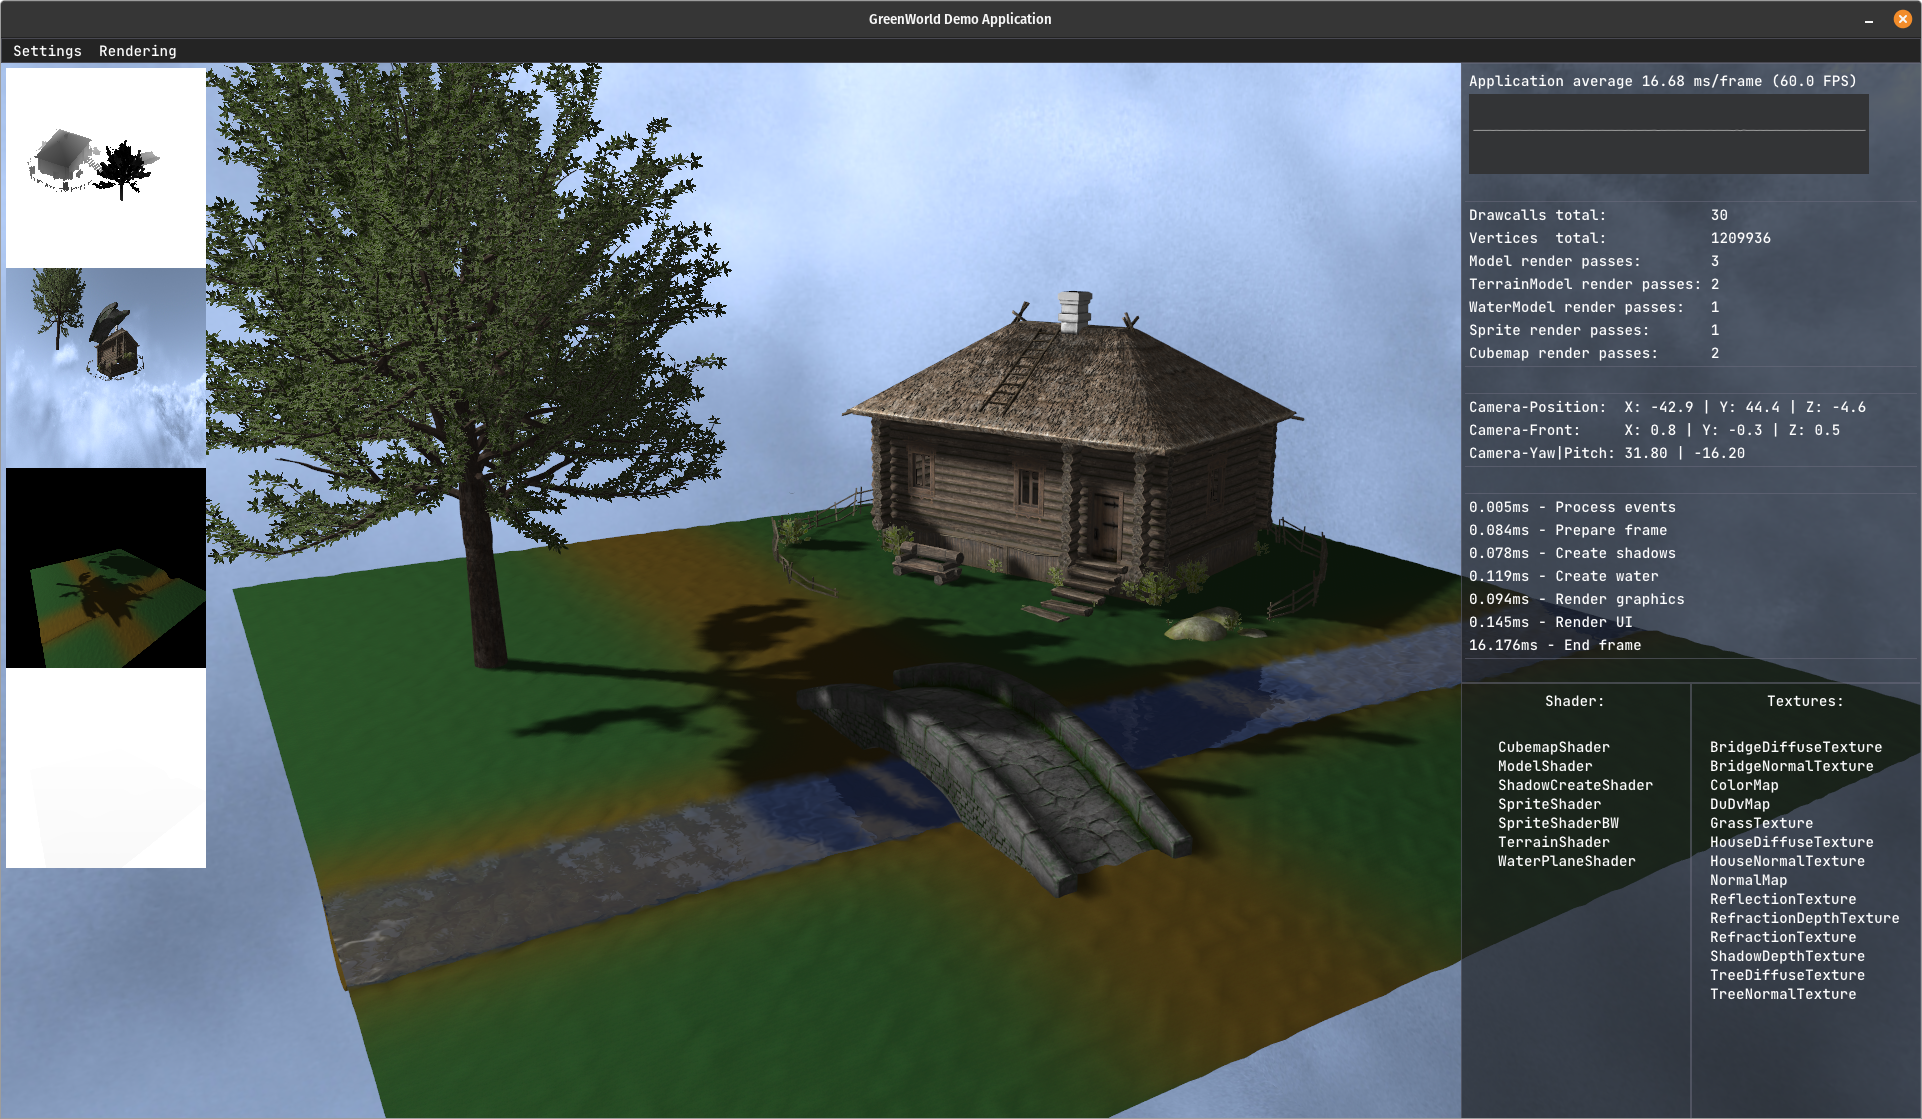 GreenWorld Demo Application
Settings Rendering
Application average 16.68 ms/frame (60.0 FPS)
Drawcalls total: 30
Vertices total: 1209936
Model render passes: 3
TerrainModel render passes: 2
WaterModel render passes: 1
Sprite render passes: 1
Cubemap render passes: 2
Camera-Position: X: -42.9 | Y: 44.4 | Z: -4.6
Camera-Front: X: 0.8 | Y: -0.3 | Z: 0.5
Camera-Yaw|Pitch: 31.80 | -16.20
0.005ms - Process events
0.084ms - Prepare frame
0.078ms - Create shadows
0.119ms - Create water
0.094ms - Render graphics
0.145ms - Render UI
16.176ms - End frame
Shader:
CubemapShader
ModelShader
ShadowCreateShader
SpriteShader
SpriteShaderBW
TerrainShader
WaterPlaneShader
Textures:
BridgeDiffuseTexture
BridgeNormalTexture
ColorMap
DuDvMap
GrassTexture
HouseDiffuseTexture
HouseNormalTexture
NormalMap
ReflectionTexture
RefractionDepthTexture
RefractionTexture
ShadowDepthTexture
TreeDiffuseTexture
TreeNormalTexture